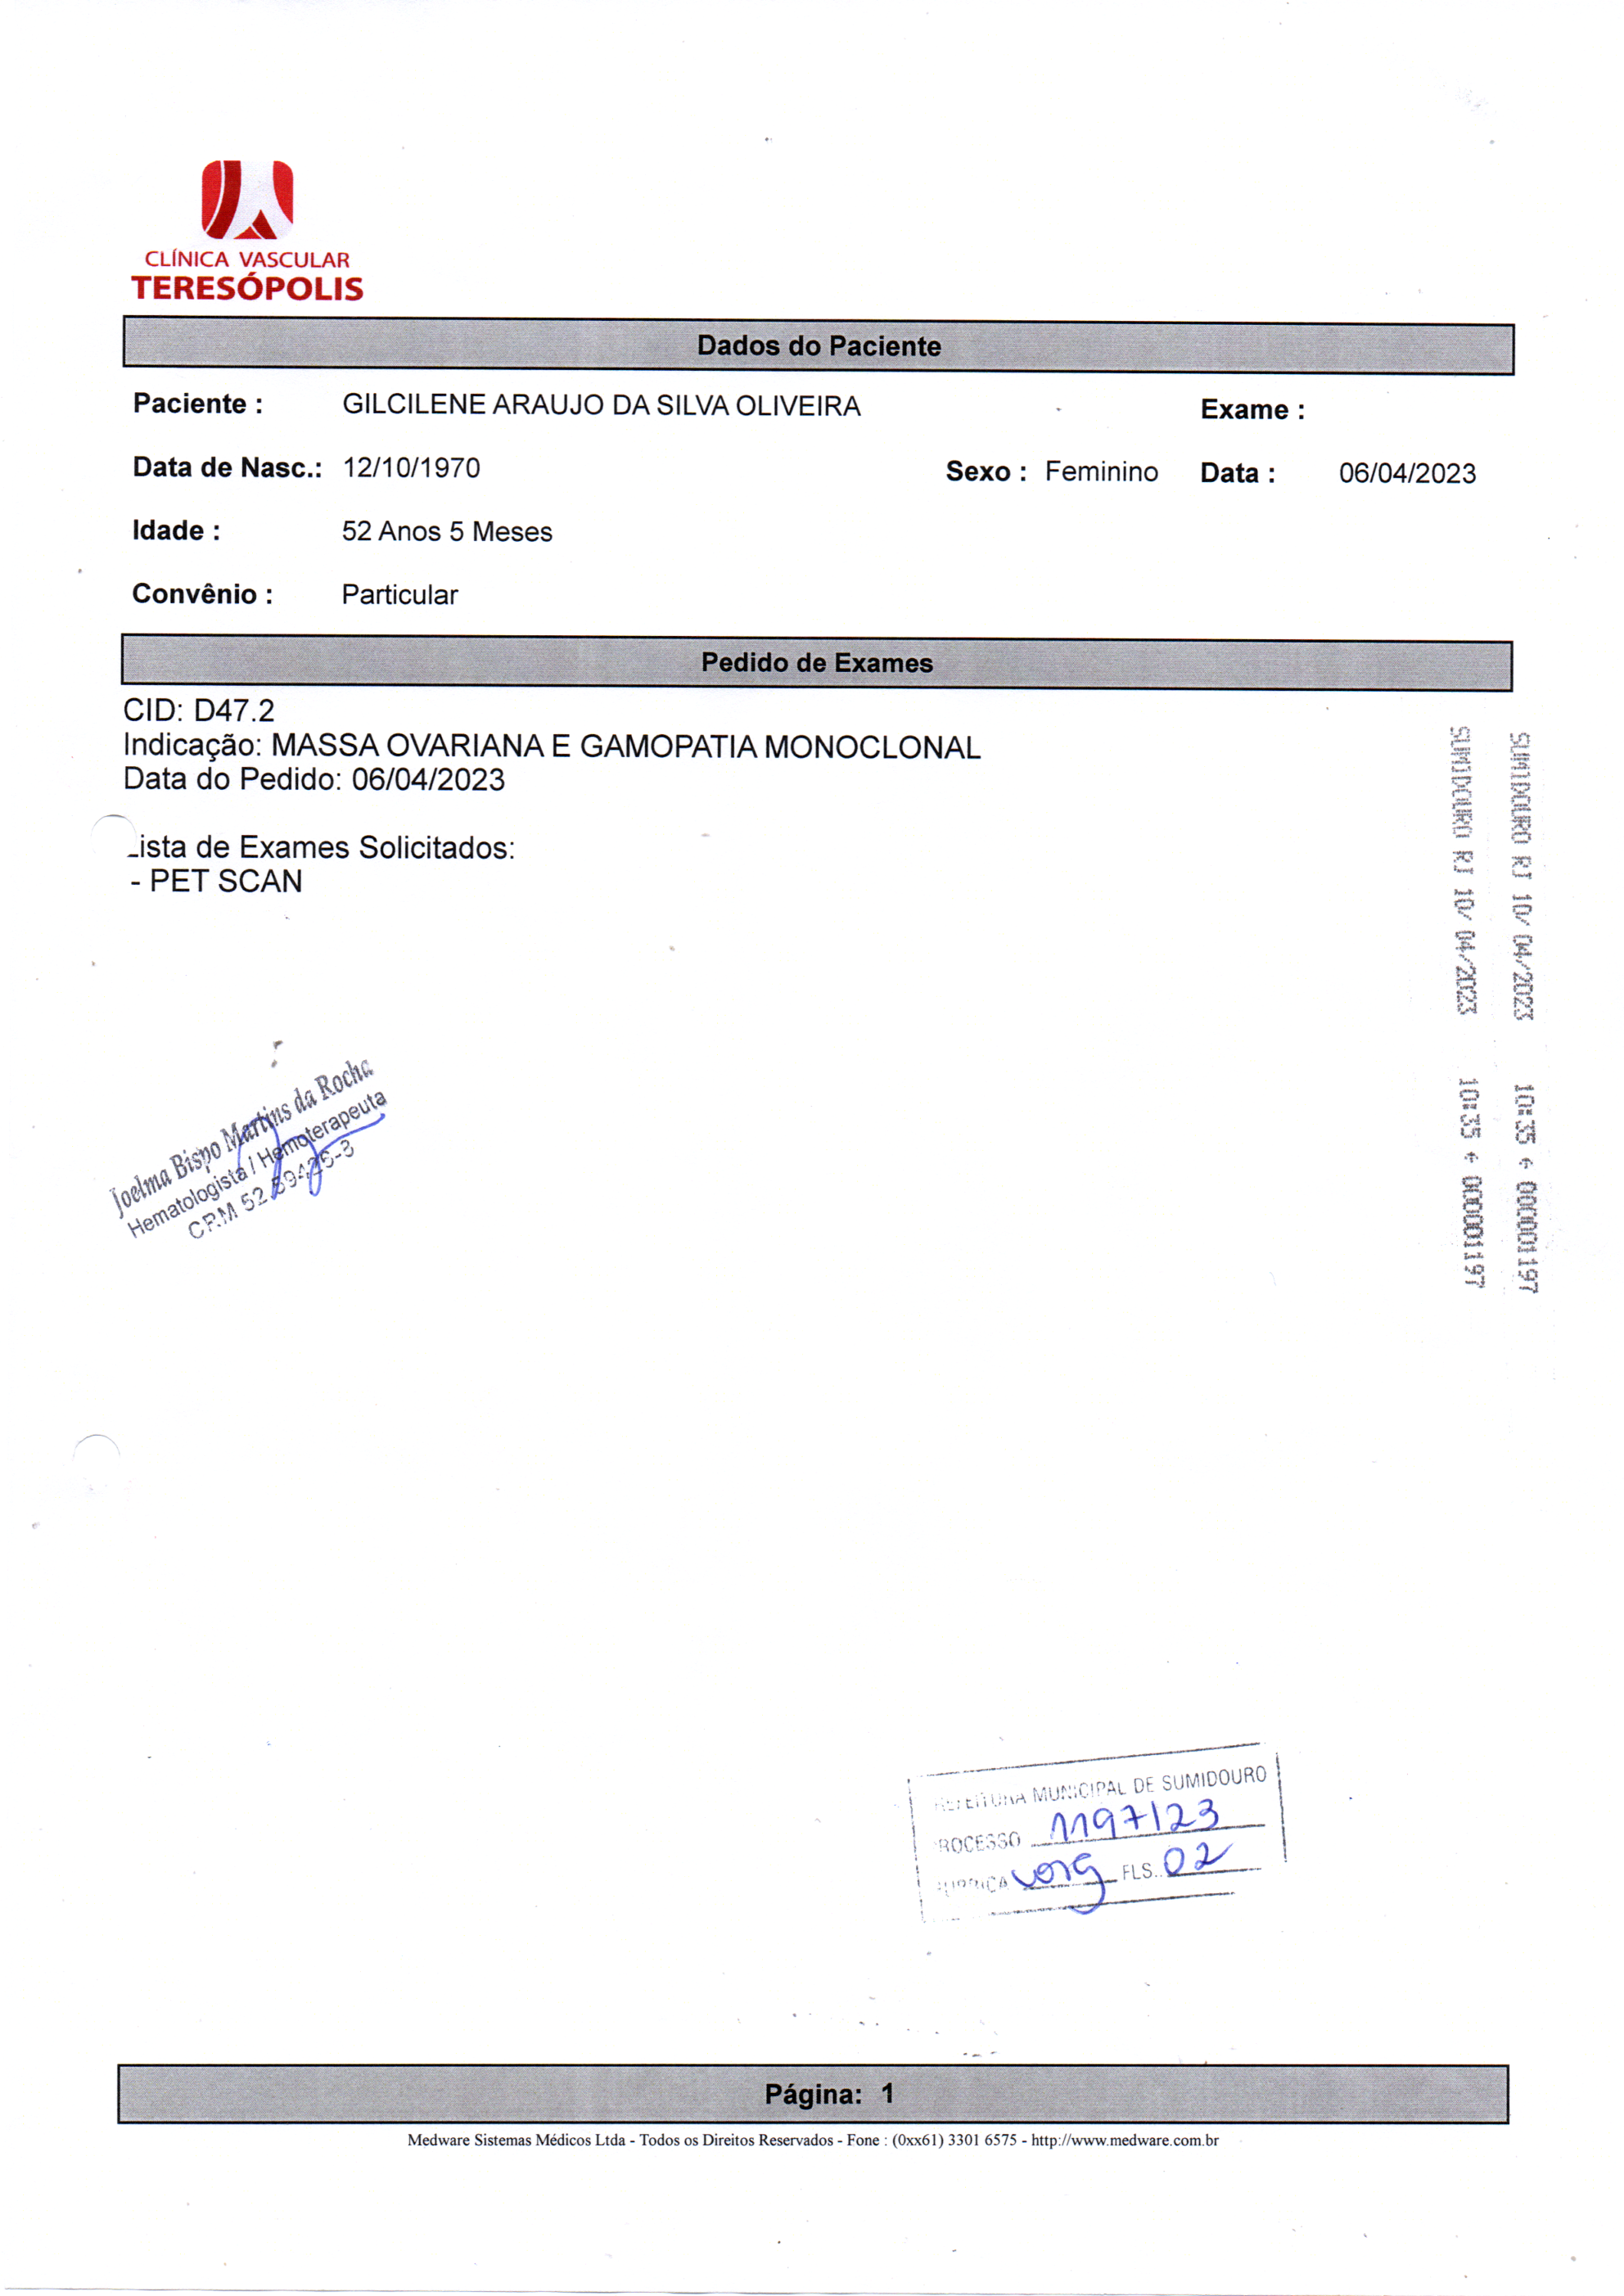 CLÍNICA VASCULAR
TERESÓPOLIS
Dados do Paciente
Paciente : GILCILENE ARAUJO DA SILVA OLIVEIRA Exame :
Data de Nasc.: 12/10/1970 Sexo : Feminino Data : 06/04/2023
Idade : 52 Anos 5 Meses
Convênio : Particular
Pedido de Exames
CID: D47.2
Indicação: MASSA OVARIANA E GAMOPATIA MONOCLONAL
Data do Pedido: 06/04/2023
Lista de Exames Solicitados:
- PET SCAN
SUMIDOURO RJ 10/04/2023 10:35 + 000001197
SUMIDOURO RJ 10/04/2023 10:35 + 000001197
Joelma Bispo Martins da Rocha
Hematologista / Hemoterapeuta
CRM 52
PREFEITURA MUNICIPAL DE SUMIDOURO
PROCESSO 1197/23
RUBRICA FLS. 02
Página: 1
Medware Sistemas Médicos Ltda - Todos os Direitos Reservados - Fone : (0xx61) 3301 6575 - http://www.medware.com.br